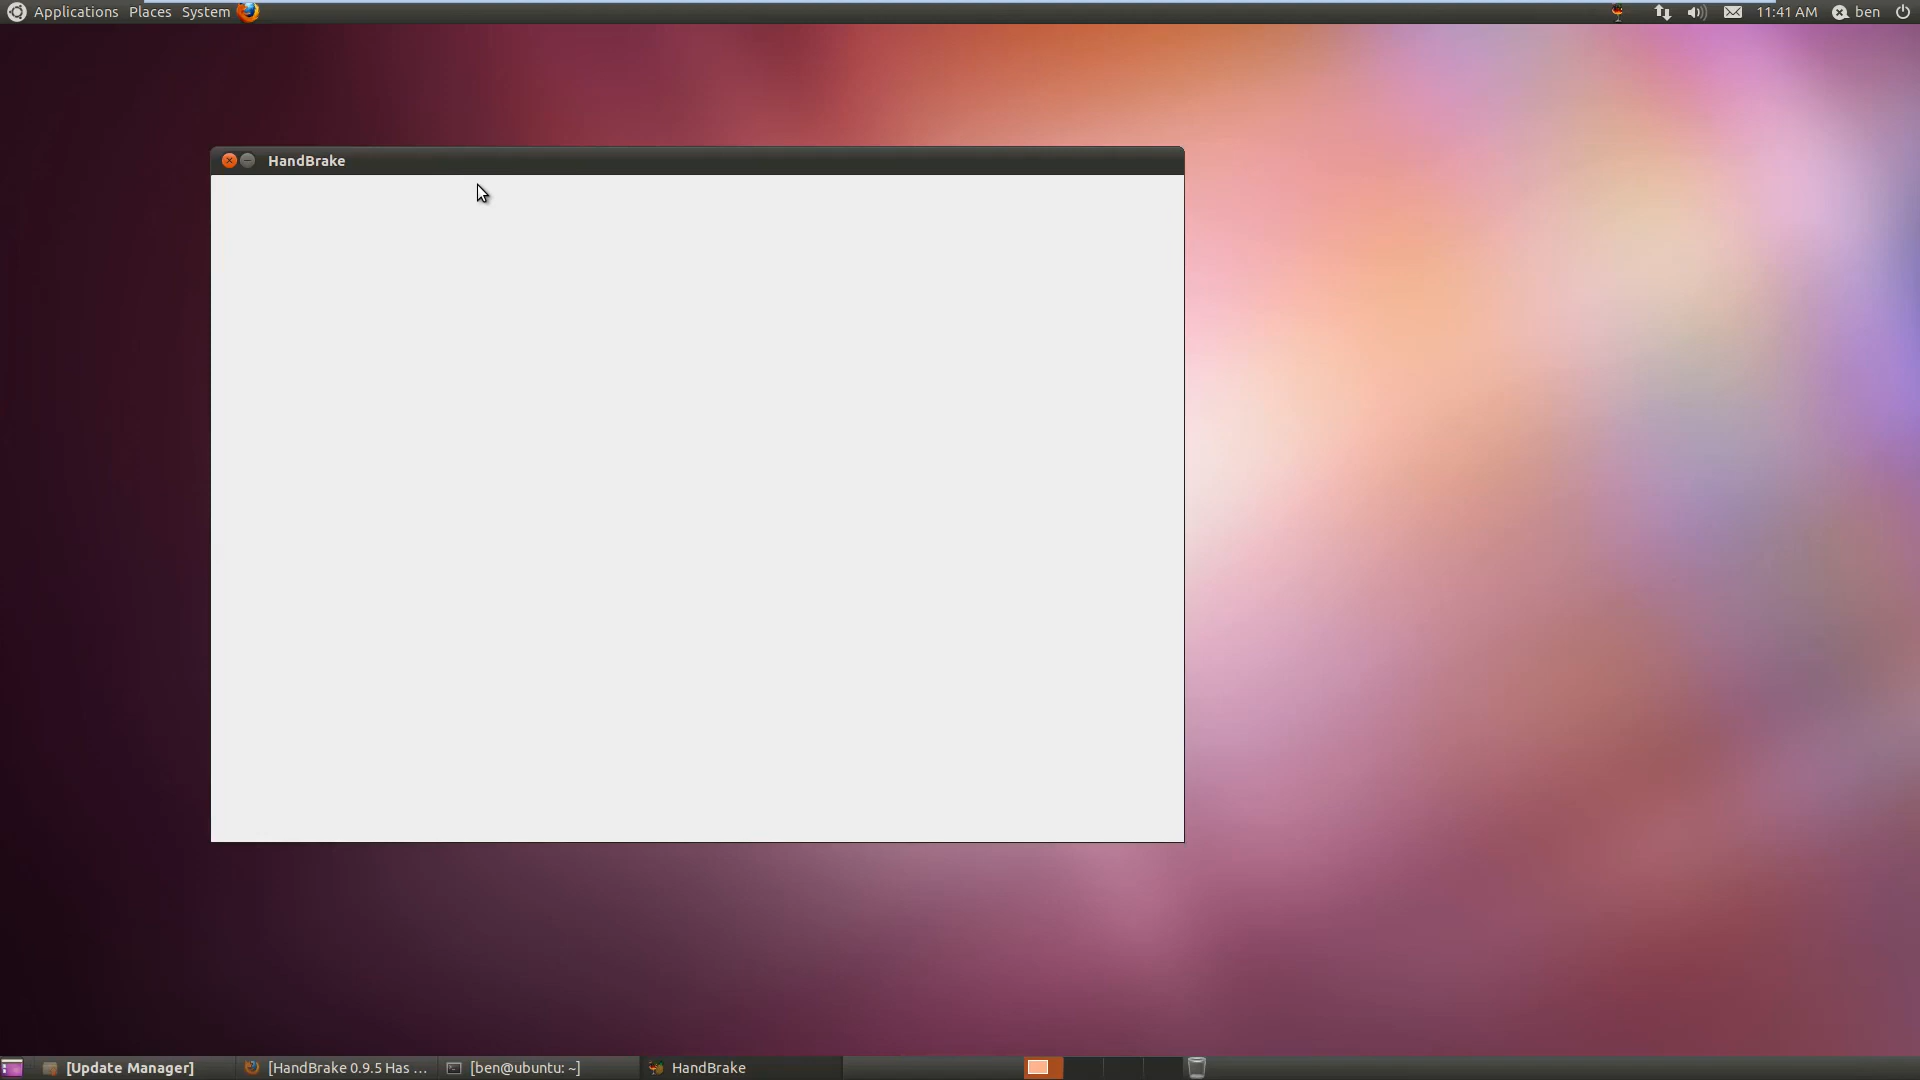 Applications Places System 11:41 AM ben
HandBrake
[Update Manager] [HandBrake 0.9.5 Has ... [ben@ubuntu: ~] HandBrake